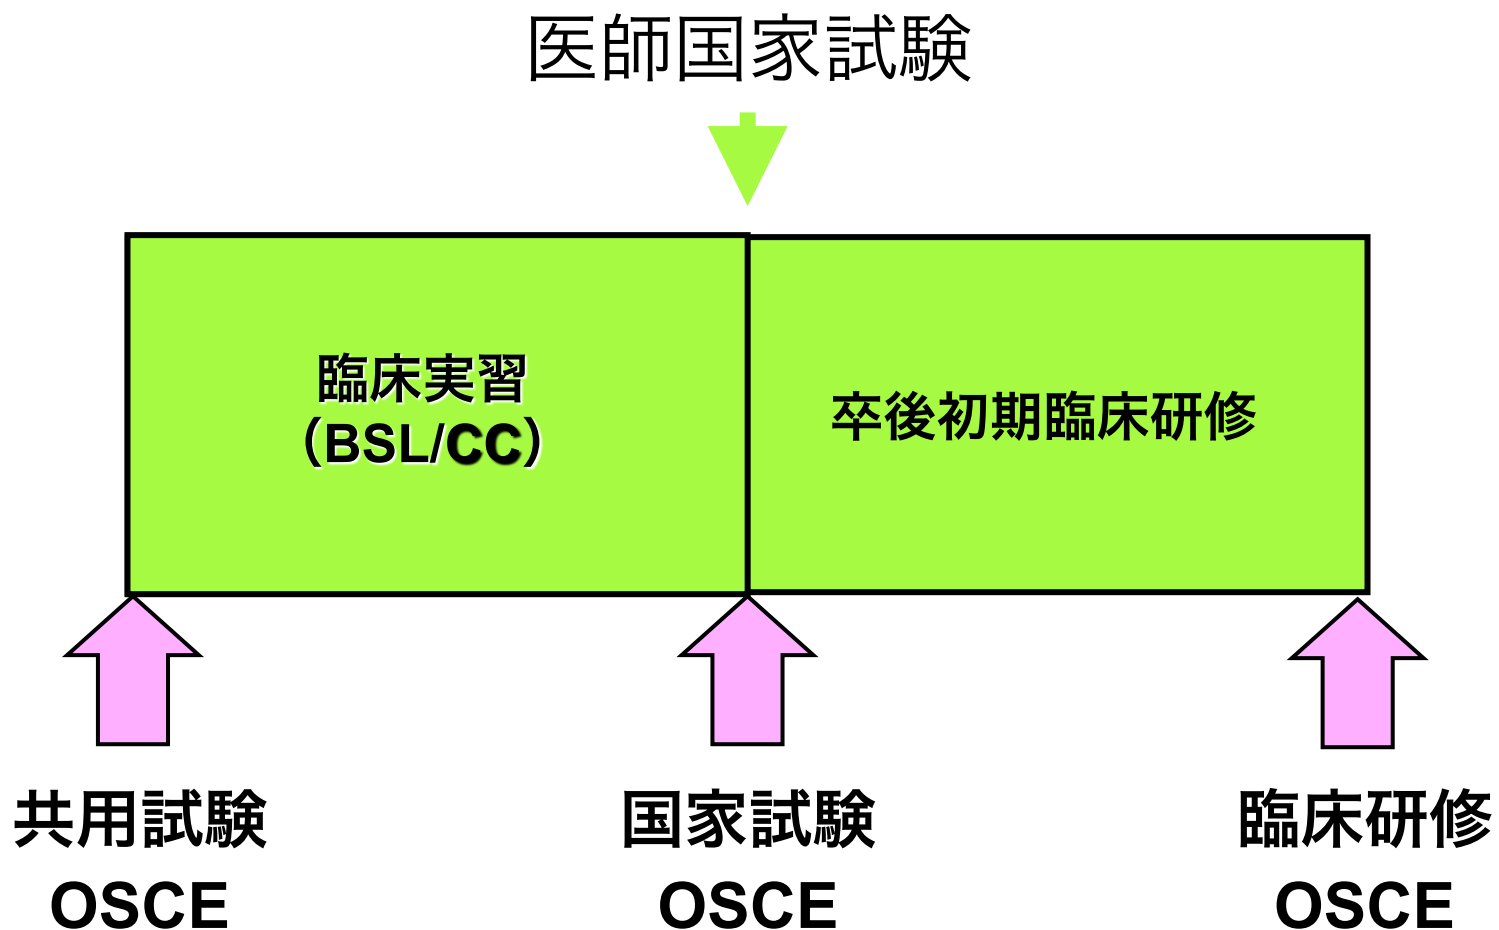 医師国家試験
臨床実習
（BSL/CC）
卒後初期臨床研修
共用試験
OSCE
国家試験
OSCE
臨床研修
OSCE